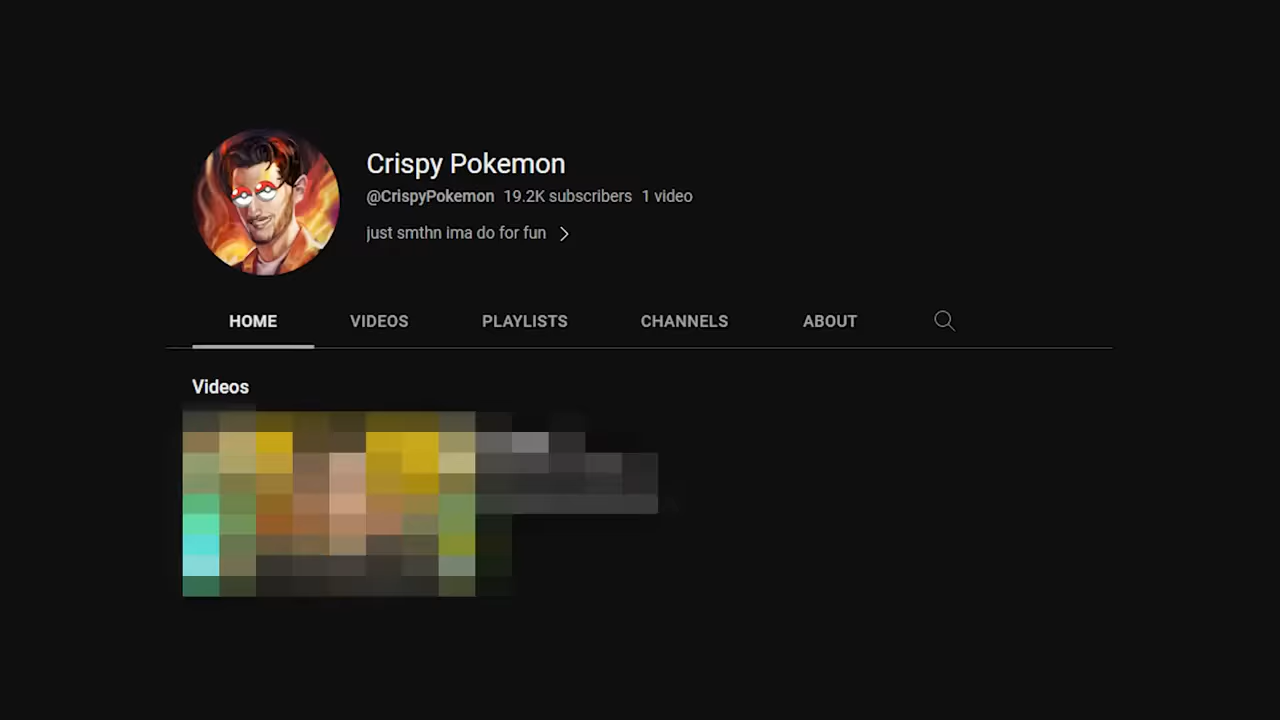 Crispy Pokemon
@CrispyPokemon 19.2K subscribers 1 video
just smthn ima do for fun
HOME VIDEOS PLAYLISTS CHANNELS ABOUT
Videos